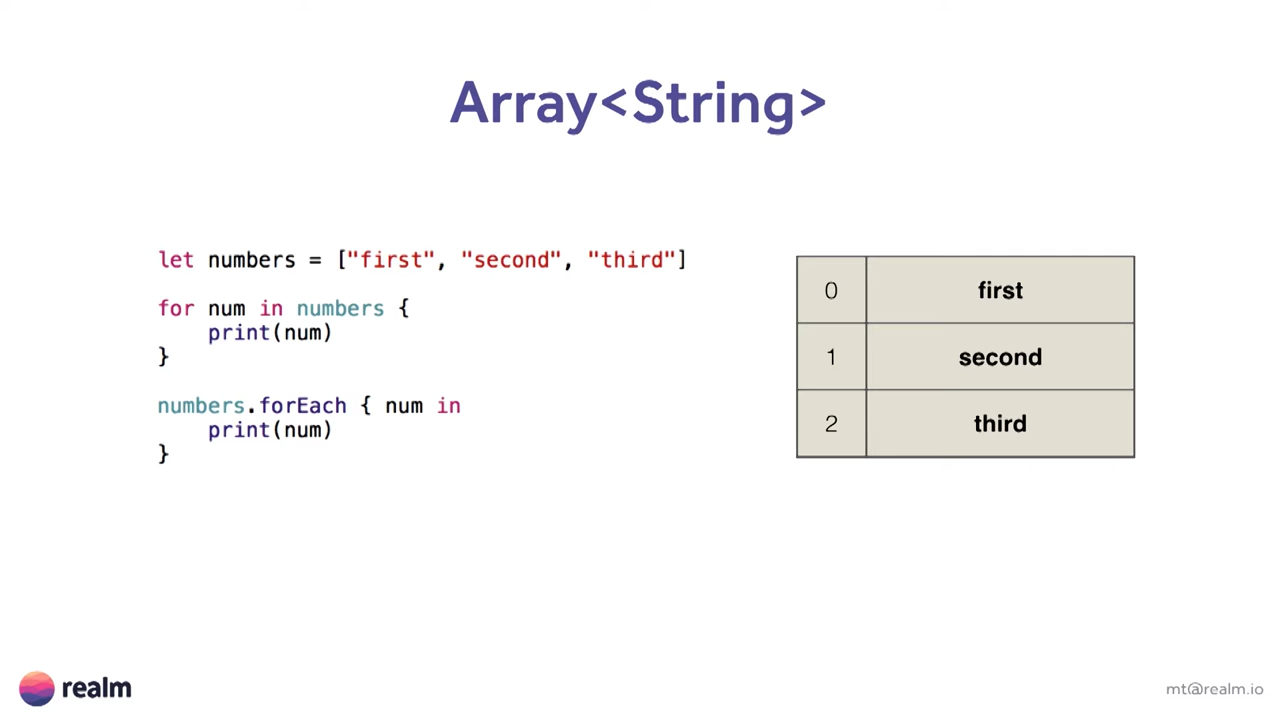 Array<String>
let numbers = ["first", "second", "third"]
for num in numbers {
    print(num)
}
numbers.forEach { num in
    print(num)
}
0 first
1 second
2 third
realm
mt@realm.io